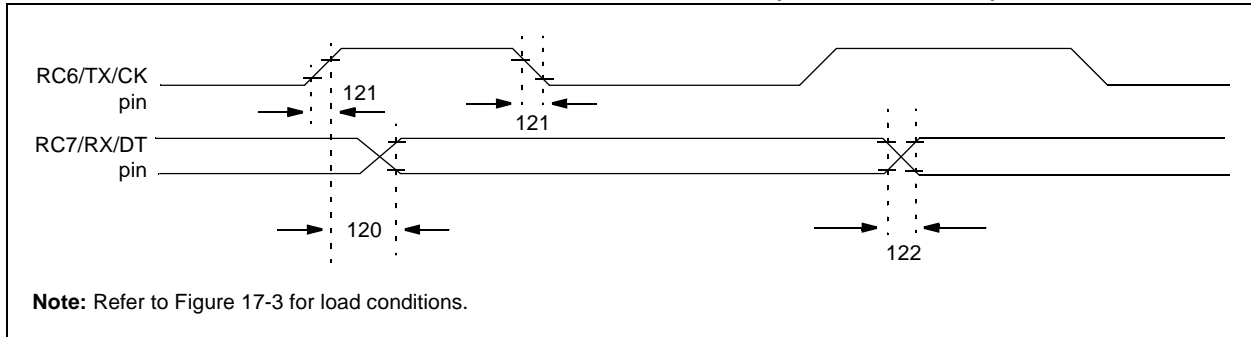 RC6/TX/CK
pin
121
121
RC7/RX/DT
pin
120
122
Note: Refer to Figure 17-3 for load conditions.